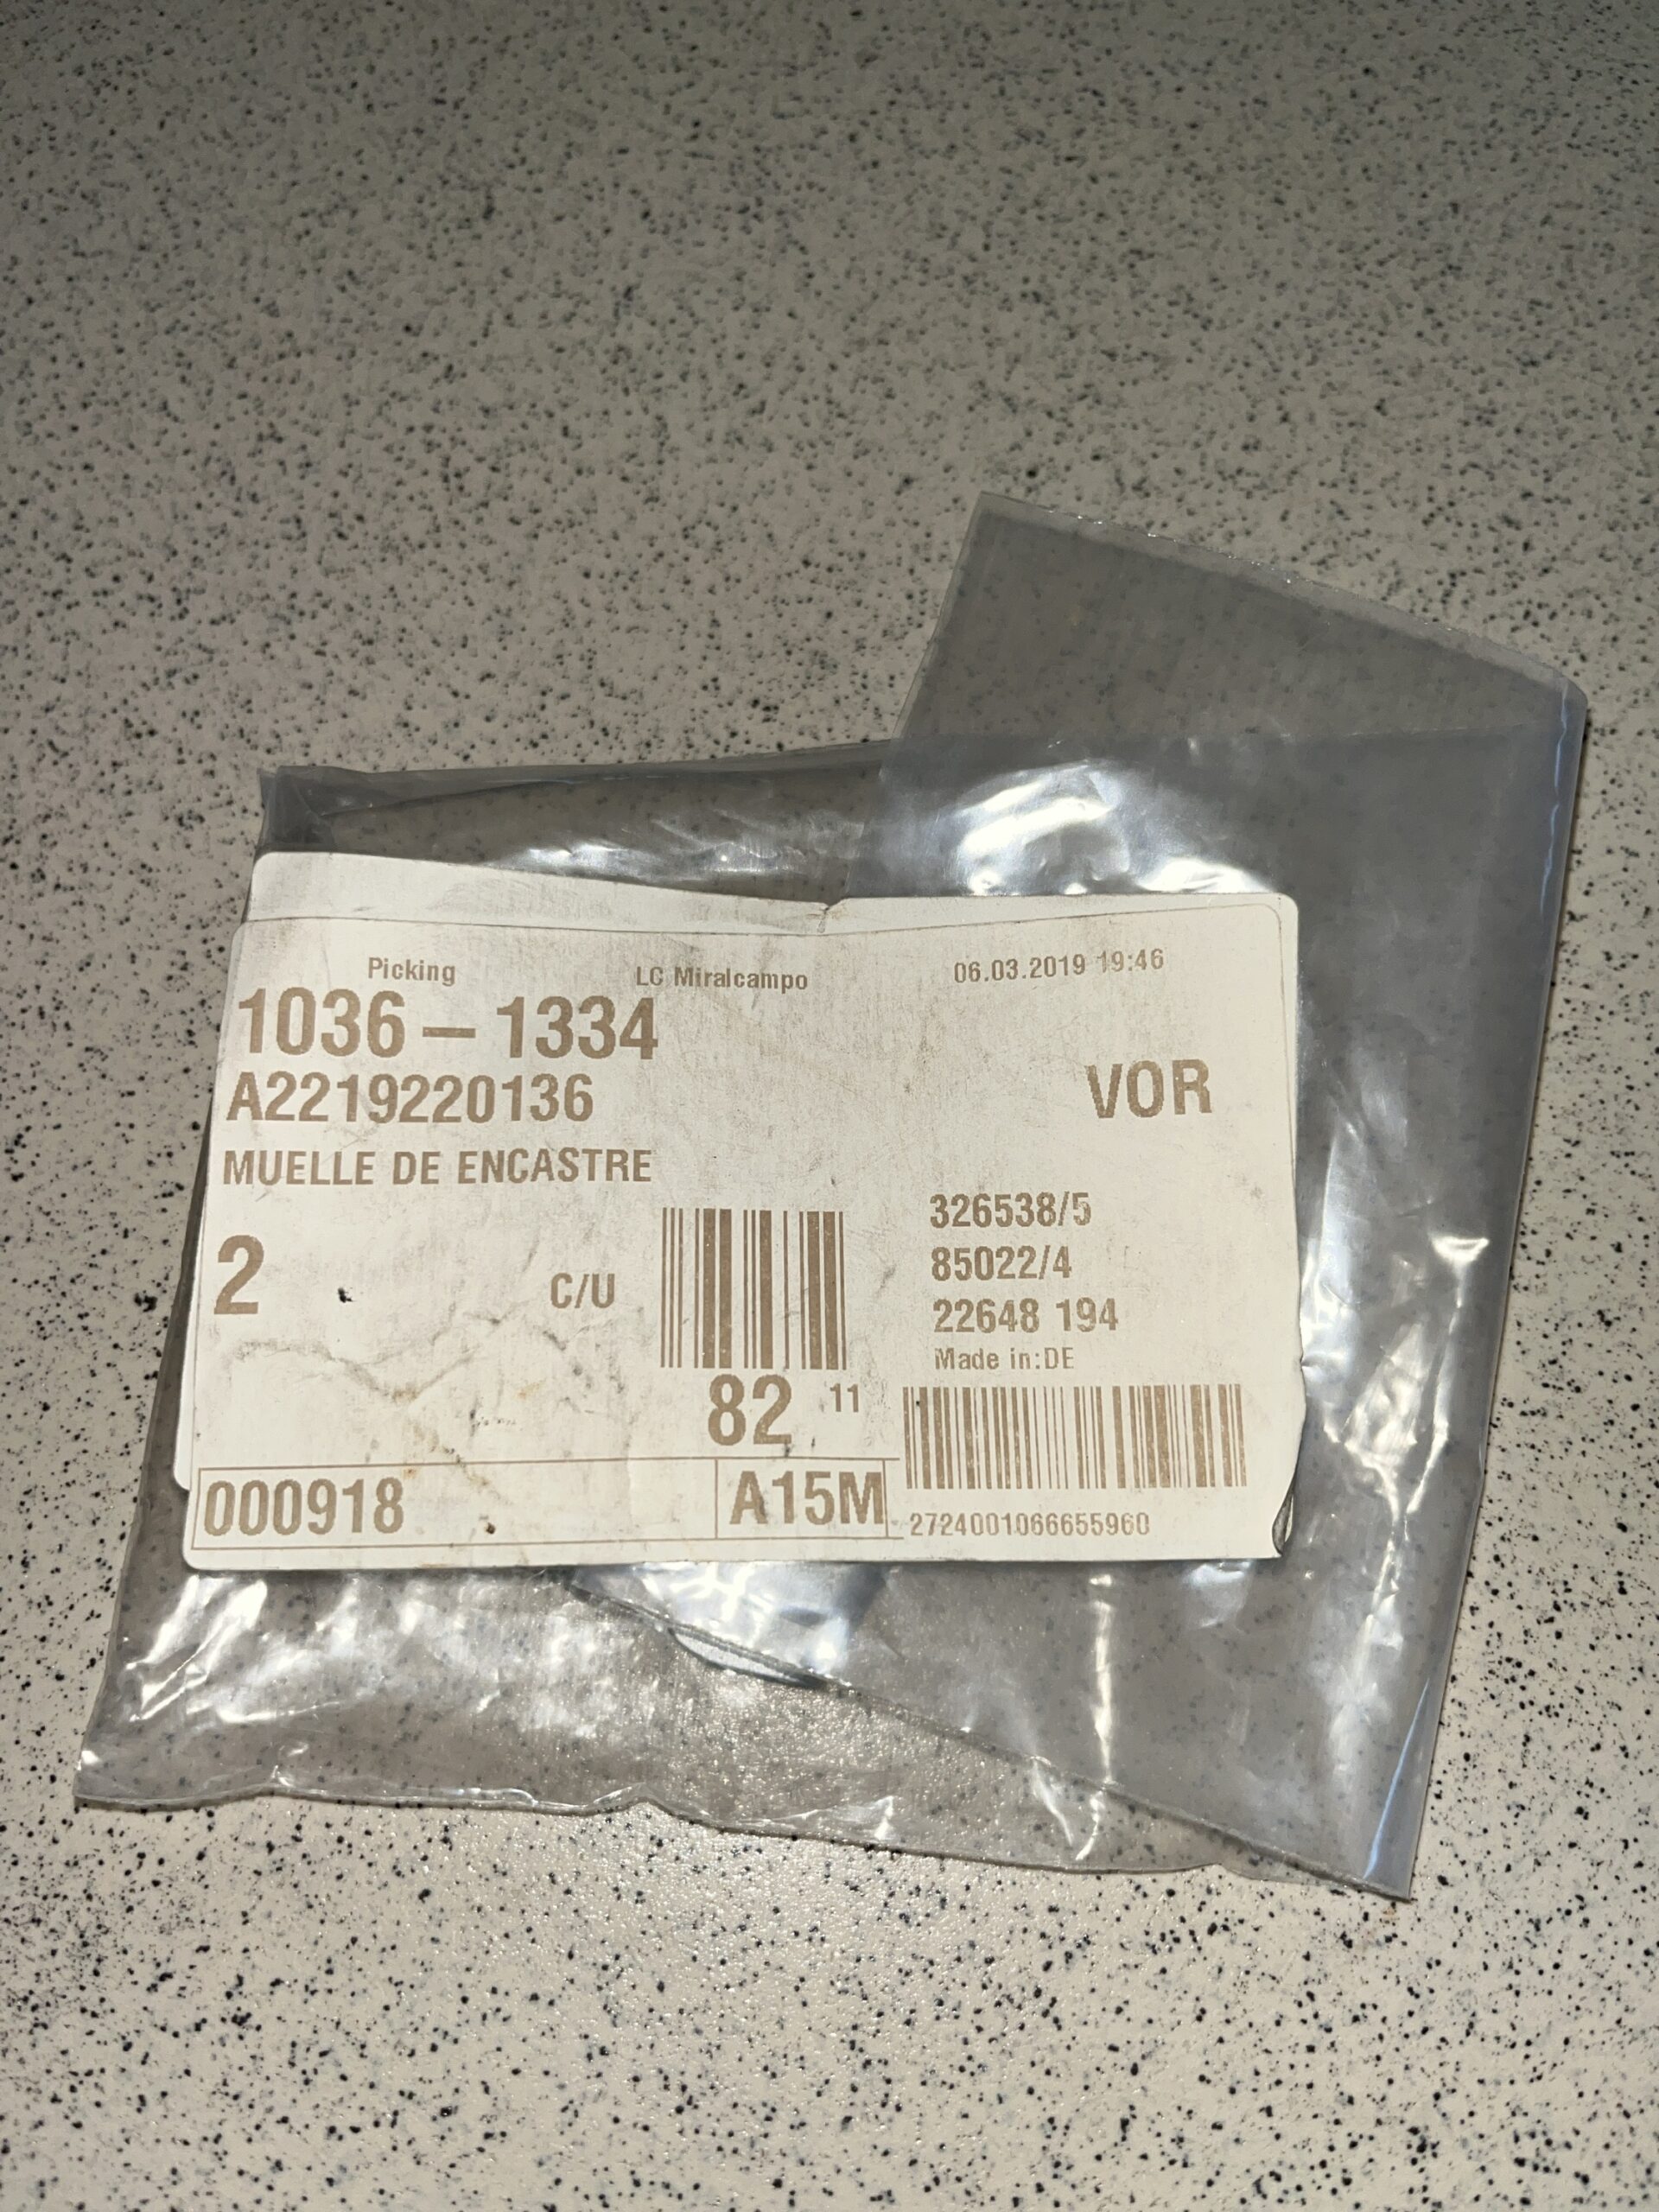 Picking LC Miralcampo 06.03.2019 19:46
1036 – 1334
A2219220136
VOR
MUELLE DE ENCASTRE
2 C/U
326538/5
85022/4
22648 194
Made in:DE
82 11
000918 A15M
2724001066655960